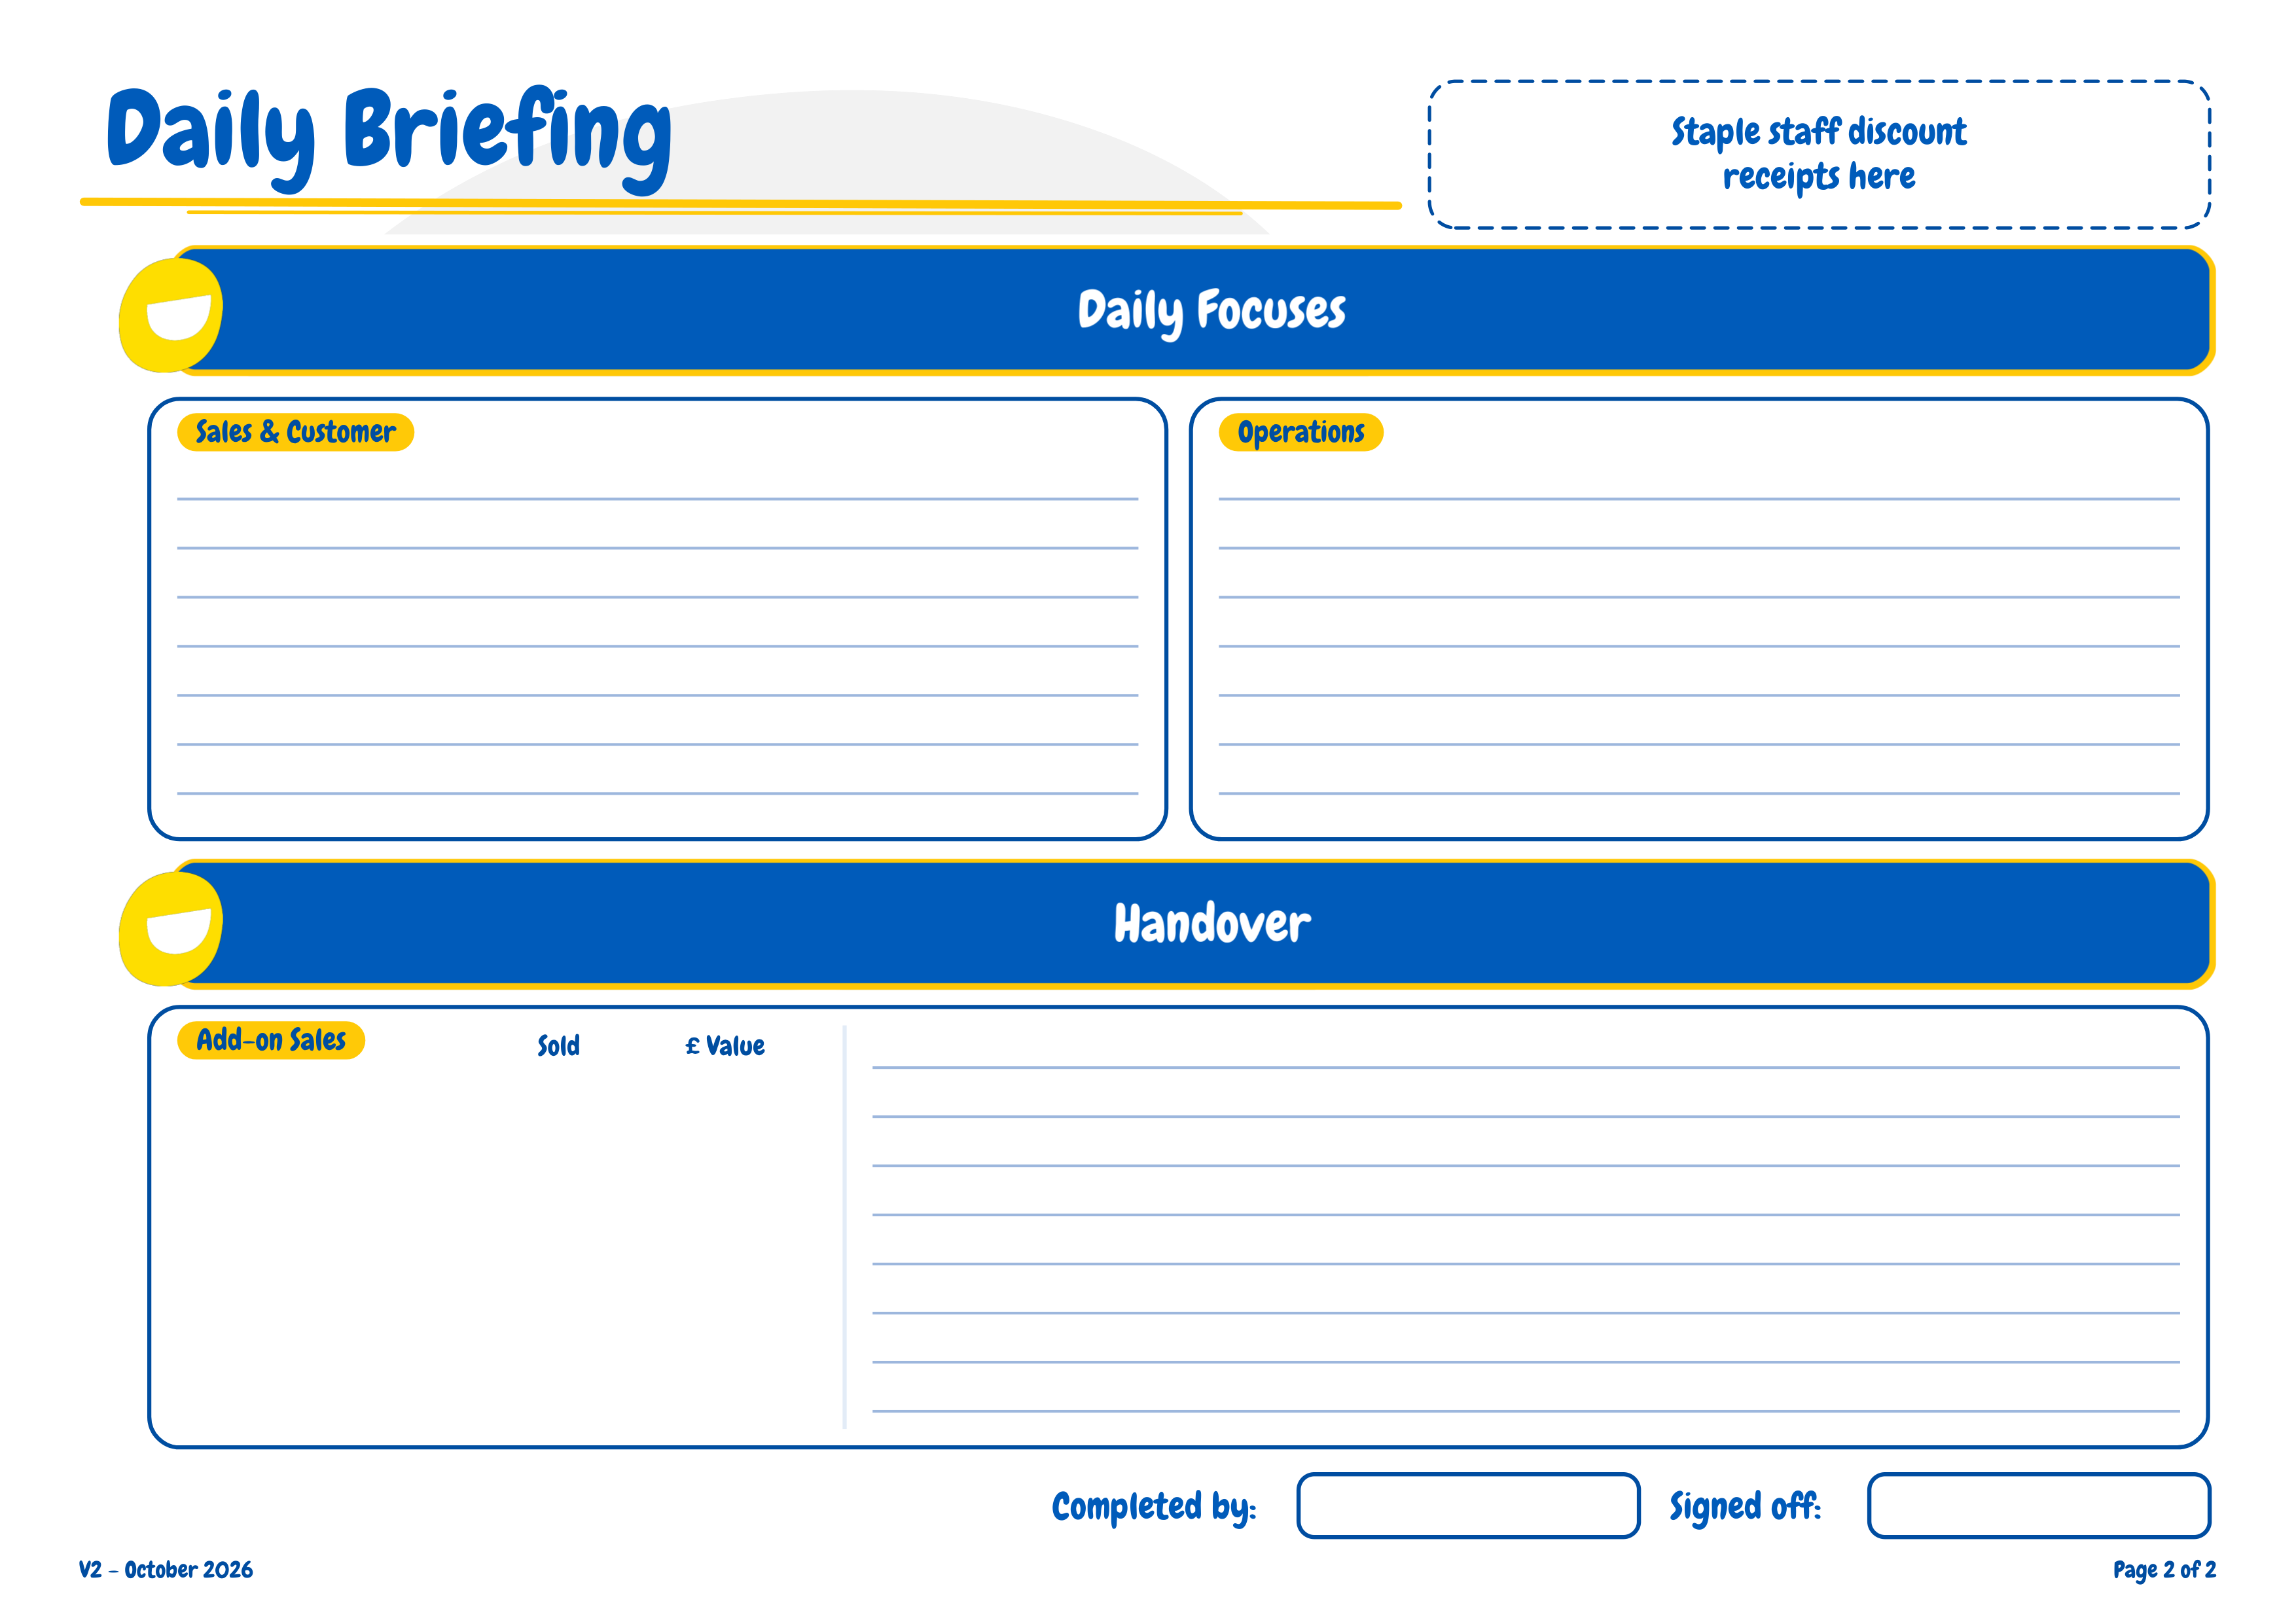 Daily Briefing
Staple staff discount
receipts here
Daily Focuses
Sales & Customer
Operations
Handover
Add-on Sales
Sold
£ Value
Completed by:
Signed off:
V2 - October 2026
Page 2 of 2